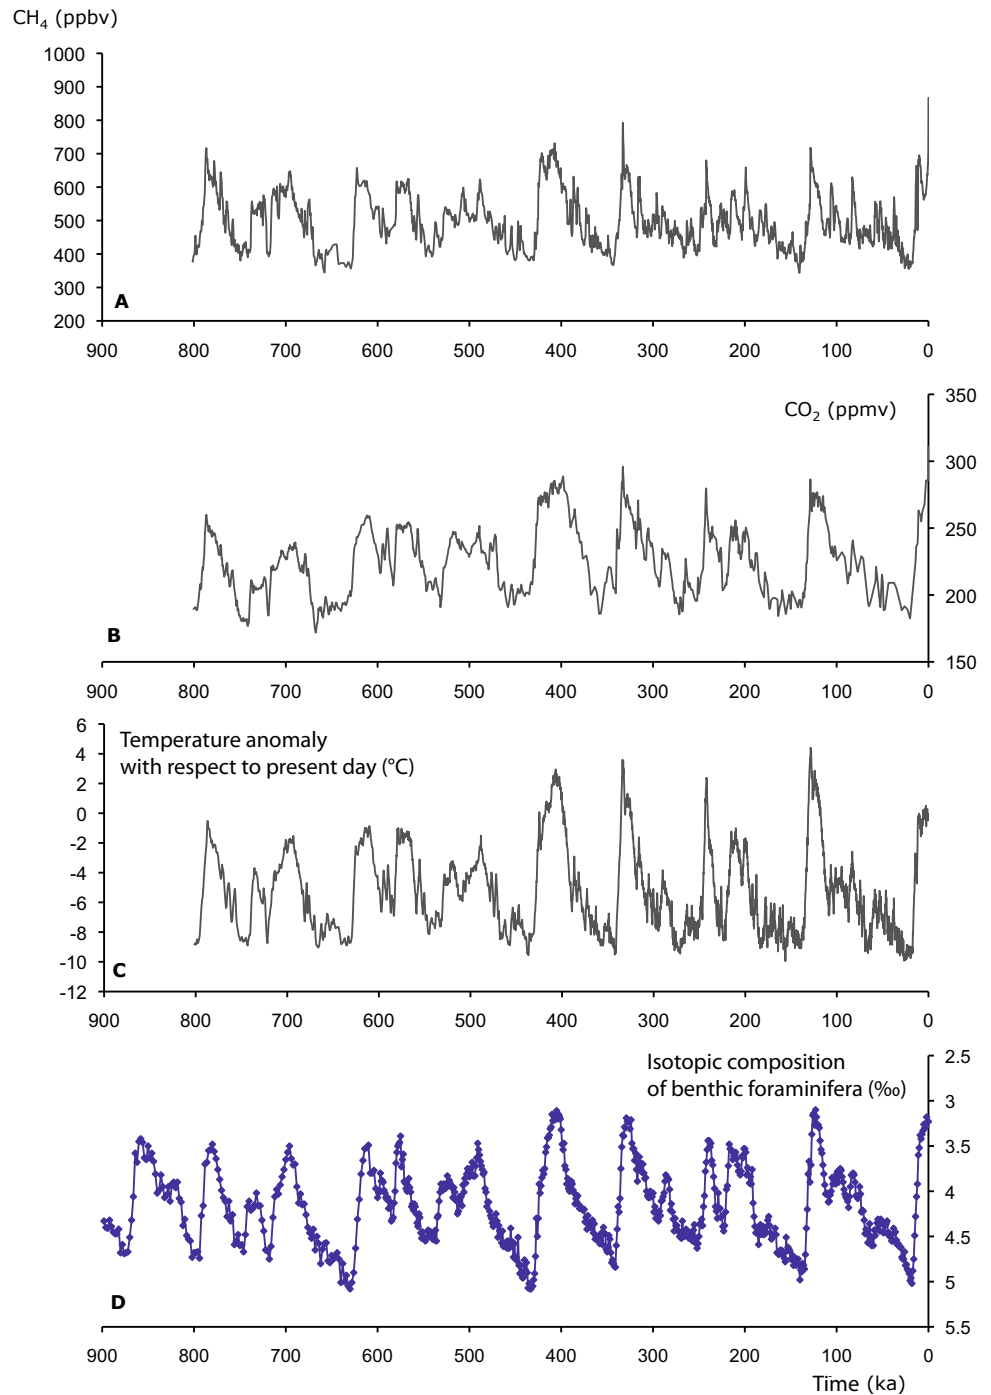 CH4 (ppbv)
1000
900
800
700
600
500
400
300
200
A
900 800 700 600 500 400 300 200 100 0
350
CO2 (ppmv)
300
250
200
150
B
900 800 700 600 500 400 300 200 100 0
6
4
2
0
-2
-4
-6
-8
-10
-12
Temperature anomaly
with respect to present day (°C)
C
900 800 700 600 500 400 300 200 100 0
2.5
Isotopic composition
of benthic foraminifera (‰)
3
3.5
4
4.5
5
5.5
D
900 800 700 600 500 400 300 200 100 0
Time (ka)